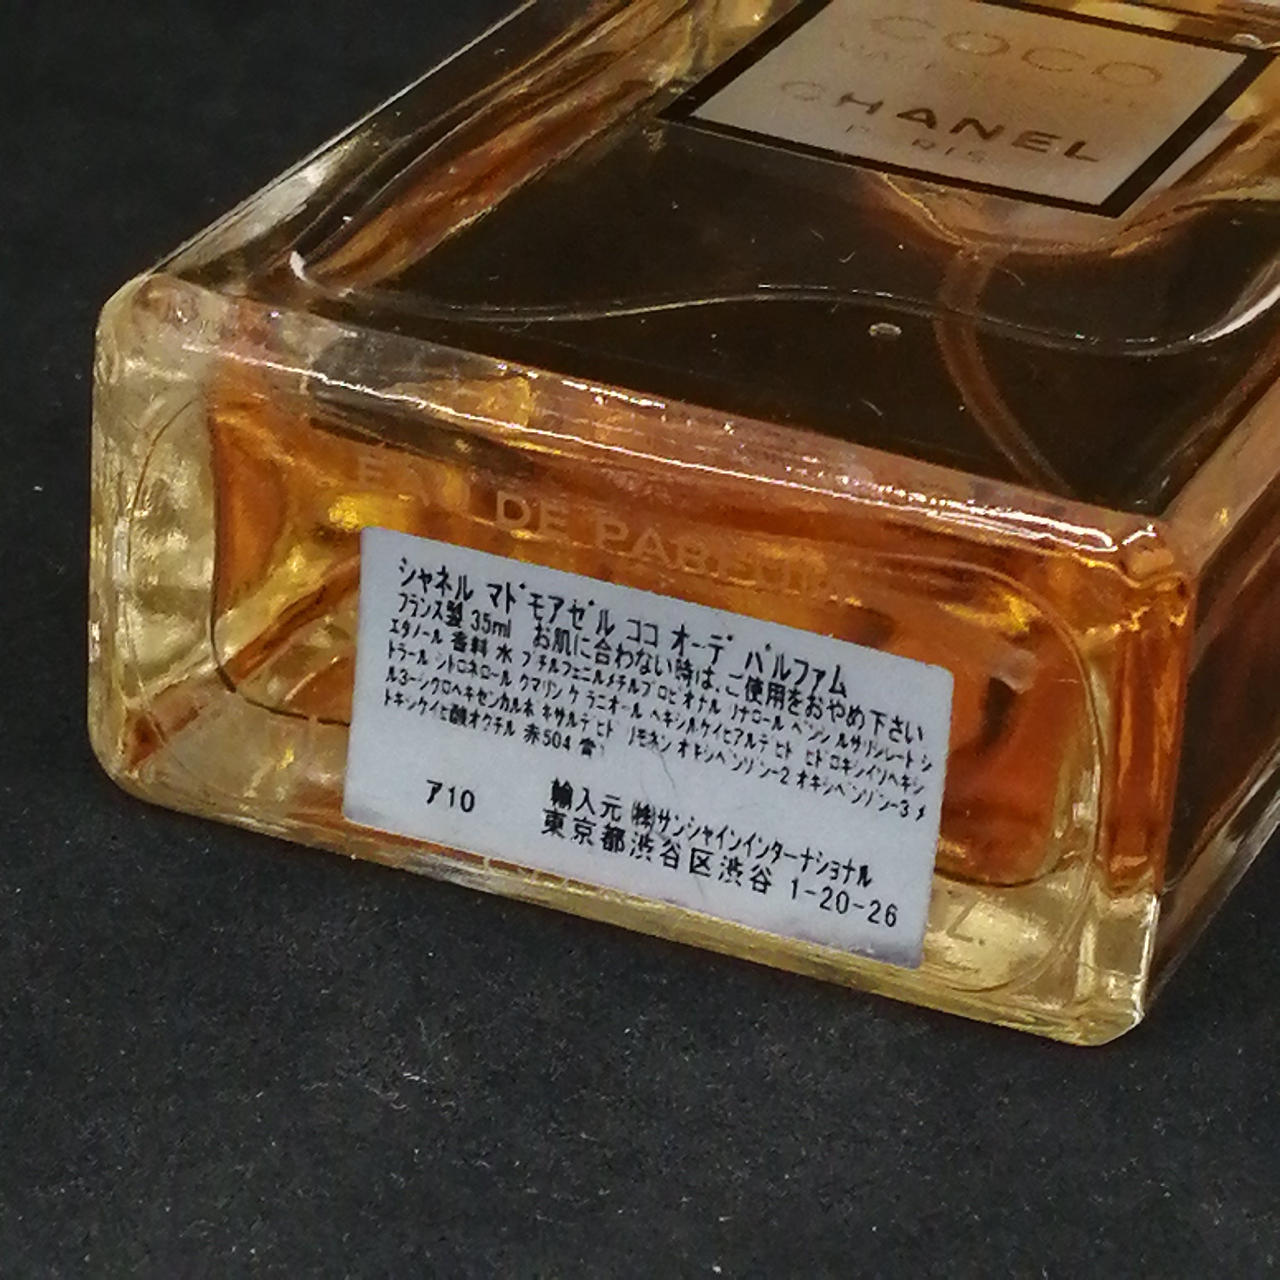 COCO
MADEMOISELLE
CHANEL
PARIS
EAU DE PARFUM
シャネル マドモアゼル ココ オーデ パルファム
フランス製 35ml お肌に合わない時は、ご使用をおやめ下さい
エタノール 香料 水 ブチルフェニルメチルプロピオナル リナロール ベンジルサリシレート シ
トラール シトロネロール クマリン ゲラニオール ヘキシルケイヒアルデヒド ヒドロキシイソヘキシ
ル3-シクロヘキセンカルボキサルデヒド リモネン オキシベンゾン-2 オキシベンゾン-3 メ
トキシケイヒ酸オクチル 赤504
ア10
輸入元 ㈱サンシャインインターナショナル
東京都渋谷区渋谷 1-20-26
Z.